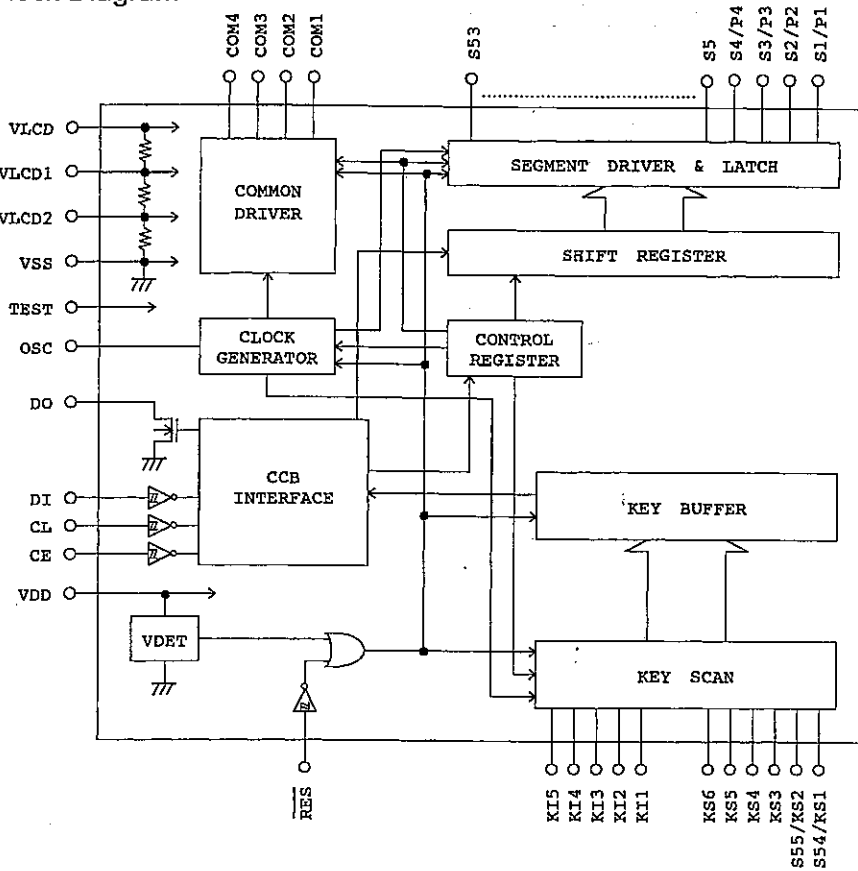 COM4
COM3
COM2
COM1
S53
S5
S4/P4
S3/P3
S2/P2
S1/P1
VLCD
VLCD1
VLCD2
VSS
TEST
OSC
DO
DI
CL
CE
VDD
COMMON
DRIVER
SEGMENT DRIVER & LATCH
SHIFT REGISTER
CLOCK
GENERATOR
CONTROL
REGISTER
CCB
INTERFACE
KEY BUFFER
VDET
KEY SCAN
RES
KI5
KI4
KI3
KI2
KI1
KS6
KS5
KS4
KS3
S55/KS2
S54/KS1